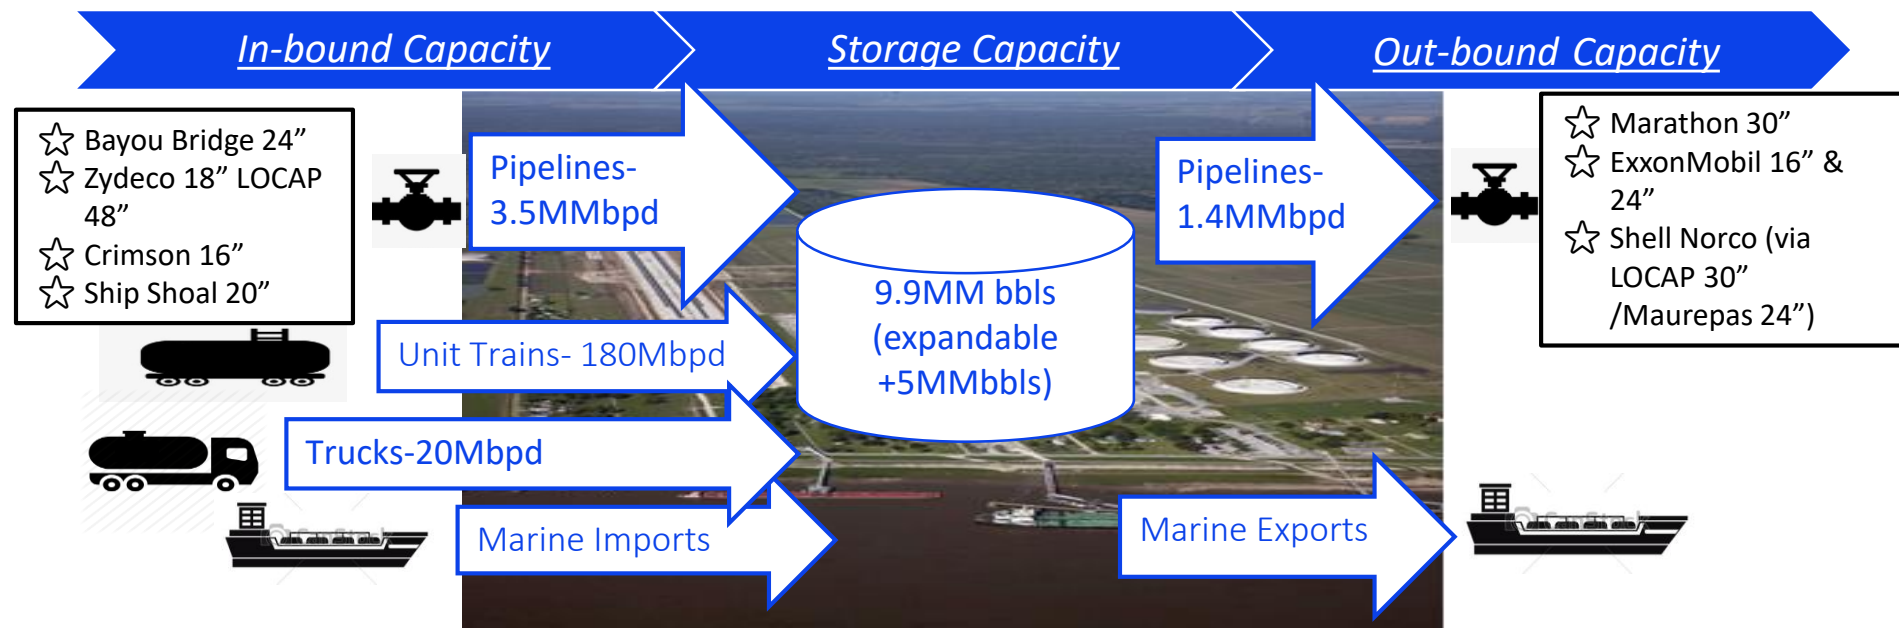 In-bound Capacity
Storage Capacity
Out-bound Capacity
☆ Bayou Bridge 24”
☆ Zydeco 18” LOCAP
48”
☆ Crimson 16”
☆ Ship Shoal 20”
Pipelines-
3.5MMbpd
Unit Trains- 180Mbpd
Trucks-20Mbpd
Marine Imports
9.9MM bbls
(expandable
+5MMbbls)
Pipelines-
1.4MMbpd
Marine Exports
☆ Marathon 30”
☆ ExxonMobil 16” &
24”
☆ Shell Norco (via
LOCAP 30”
/Maurepas 24”)